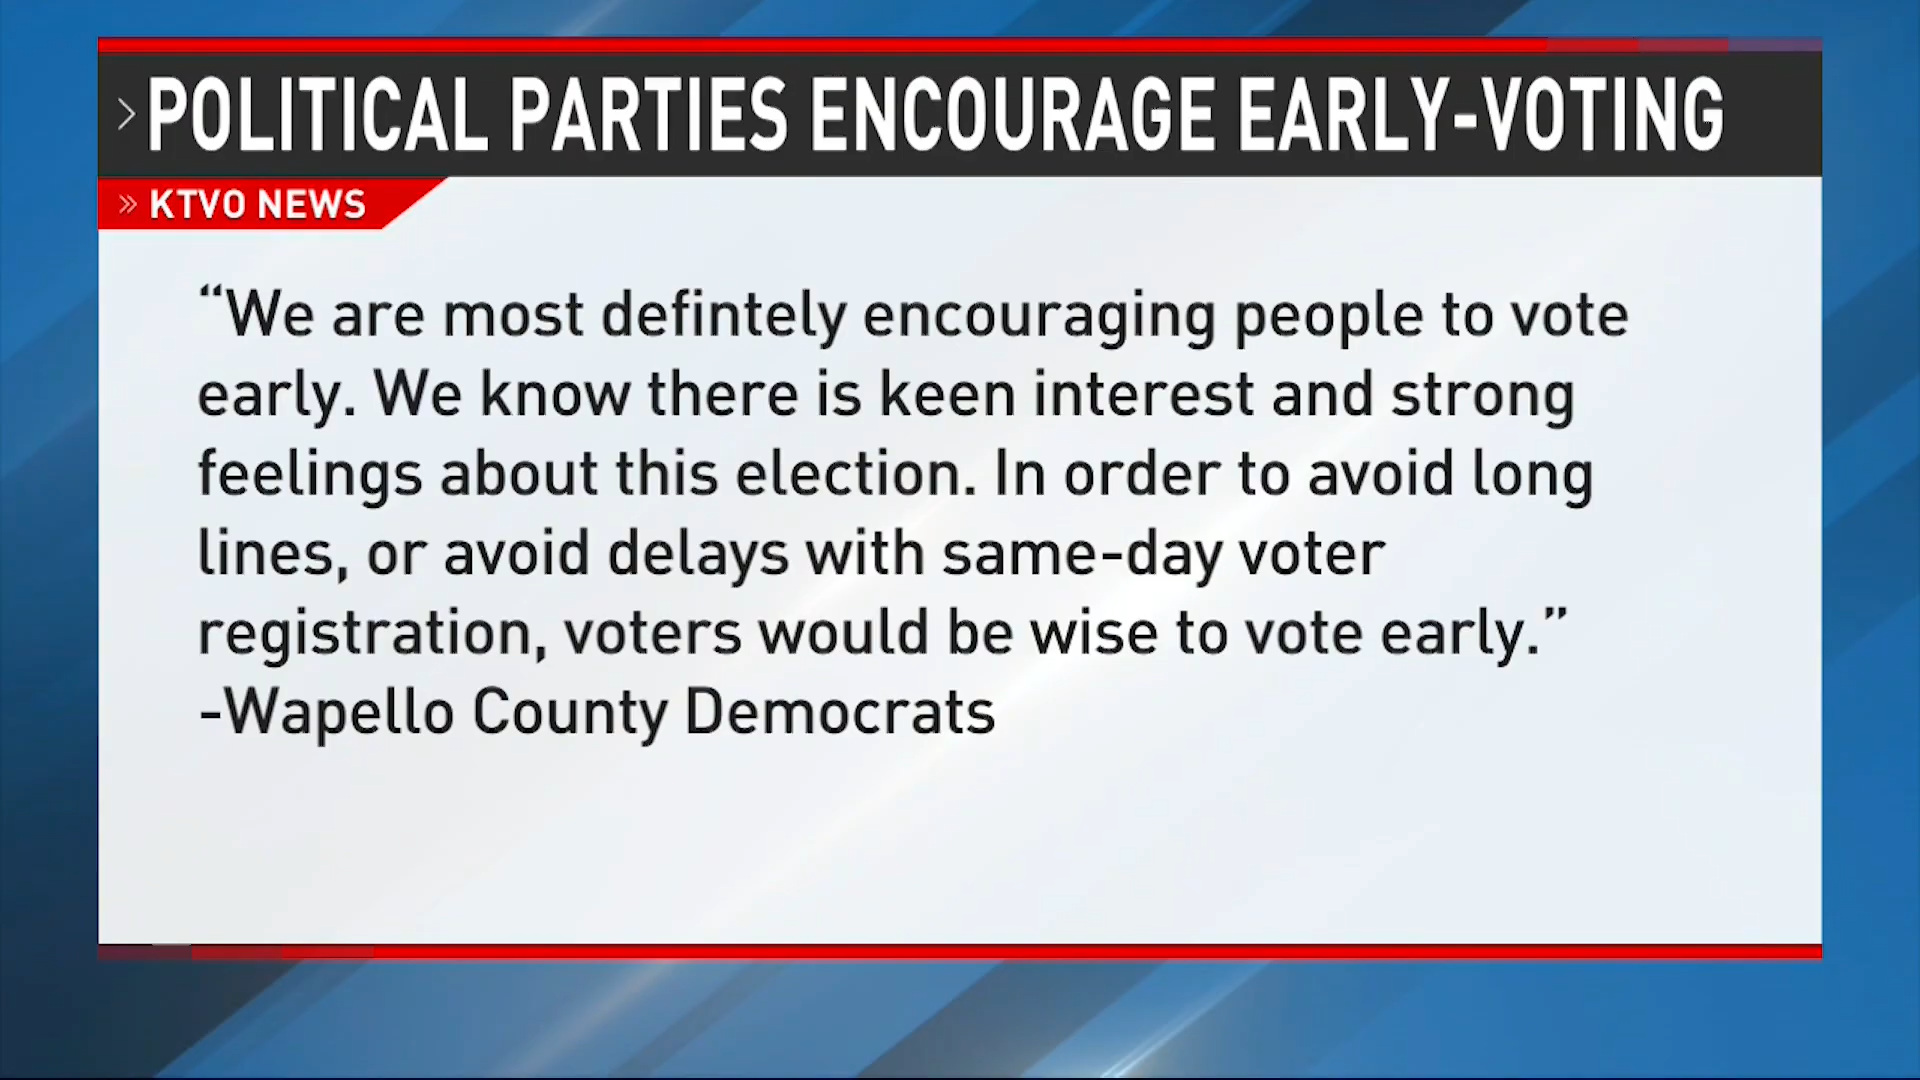 > POLITICAL PARTIES ENCOURAGE EARLY-VOTING
» KTVO NEWS
“We are most defintely encouraging people to vote
early. We know there is keen interest and strong
feelings about this election. In order to avoid long
lines, or avoid delays with same-day voter
registration, voters would be wise to vote early.”
-Wapello County Democrats